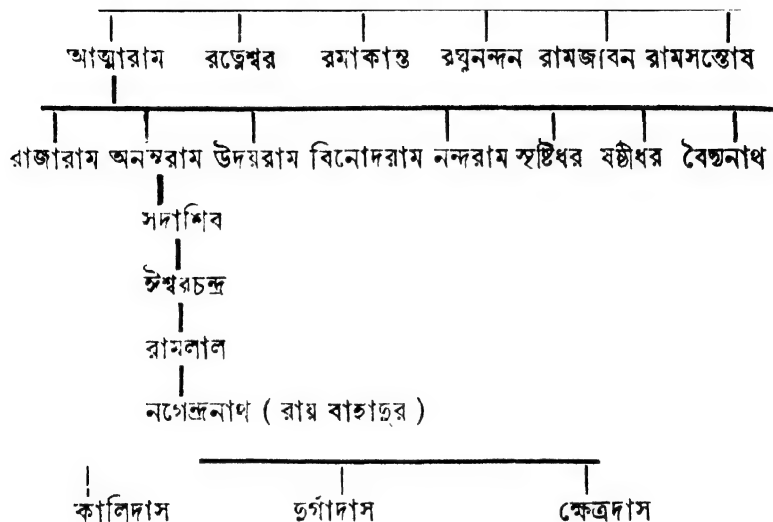 আত্মারাম রত্নেশ্বর রমাকান্ত রঘুনন্দন রামজীবন রামসন্তোষ
রাজারাম অনন্তরাম উদয়রাম বিনোদরাম নন্দরাম সৃষ্টিধর ষষ্ঠীধর বৈদ্যনাথ
সদাশিব
ঈশ্বরচন্দ্র
রামলাল
নগেন্দ্রনাথ ( রায় বাহাদুর )
কালিদাস দুর্গাদাস ক্ষেত্রদাস